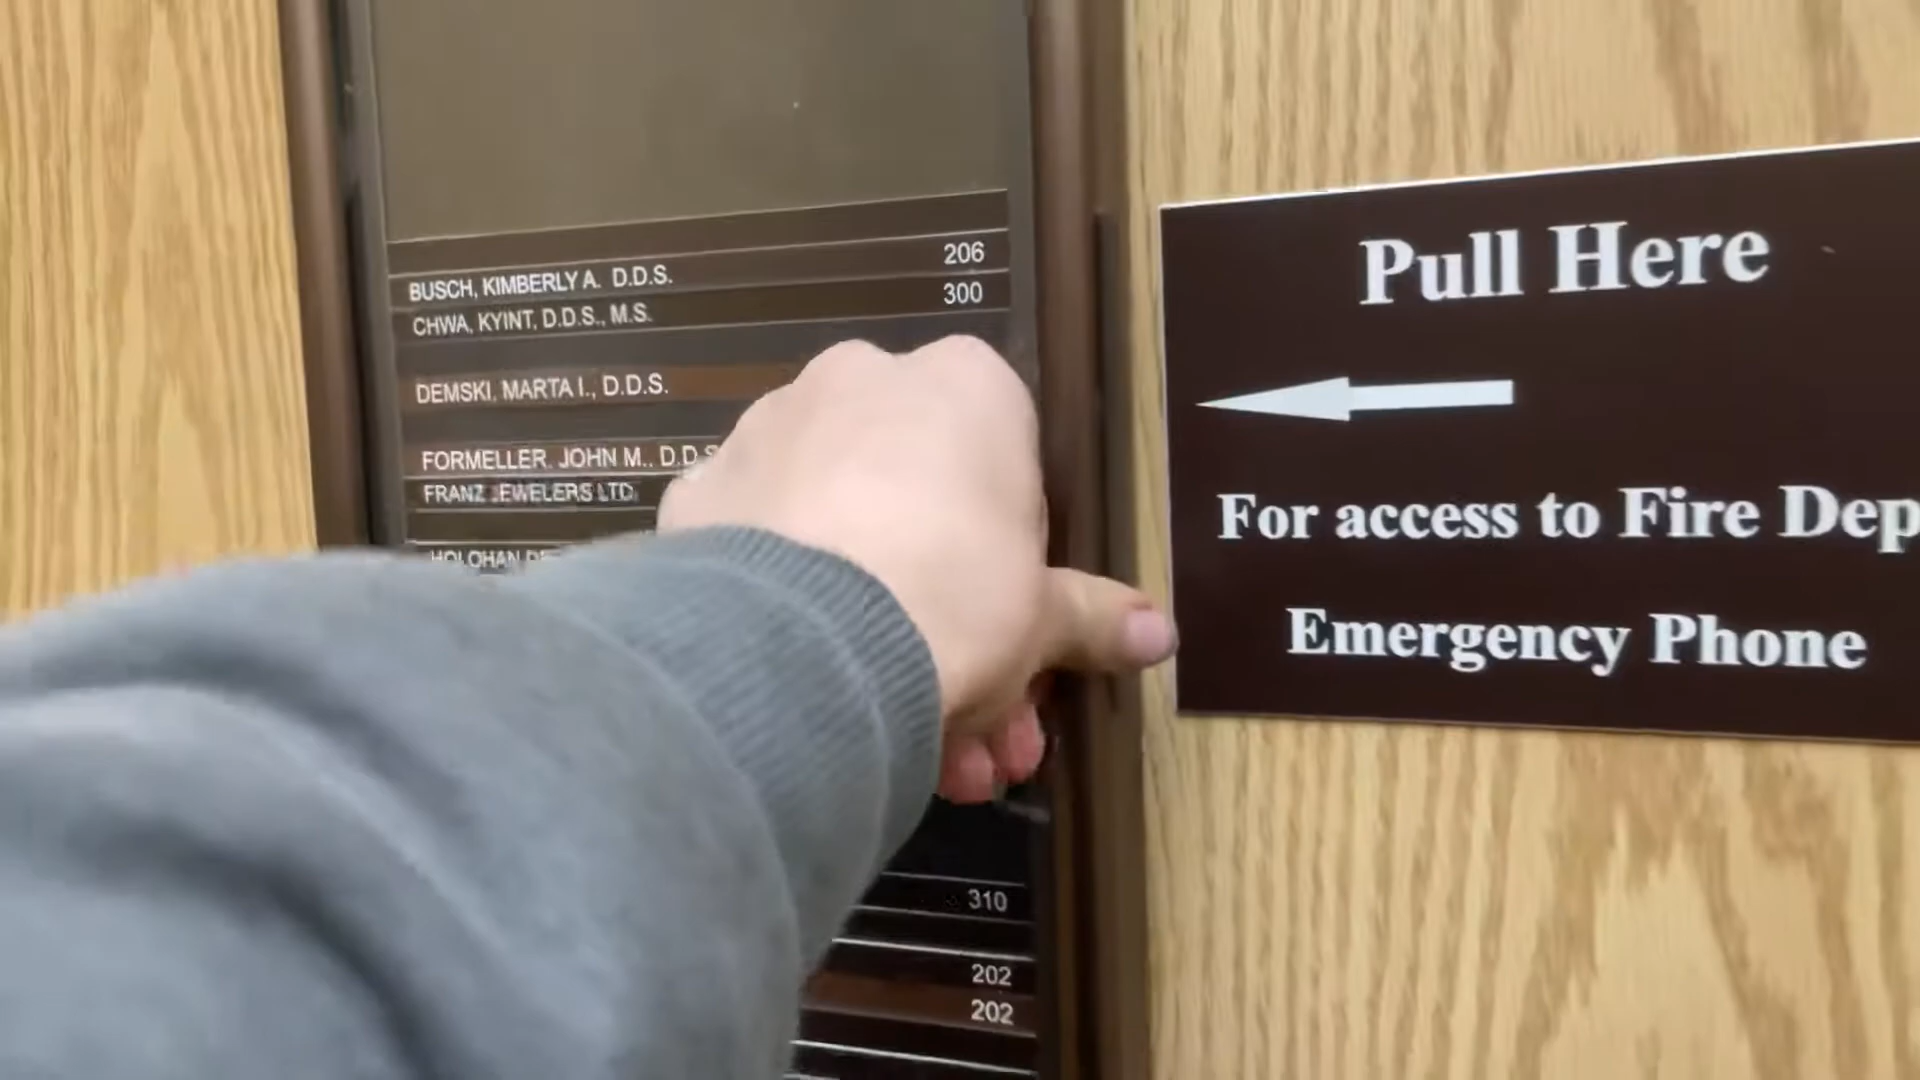 BUSCH, KIMBERLY A. D.D.S. 206
CHWA, KYINT, D.D.S., M.S. 300
DEMSKI, MARTA I., D.D.S.
FORMELLER, JOHN M., D.D.S
FRANZ JEWELERS LTD.
HOLOHAN
310
202
202
Pull Here
For access to Fire Dep
Emergency Phone